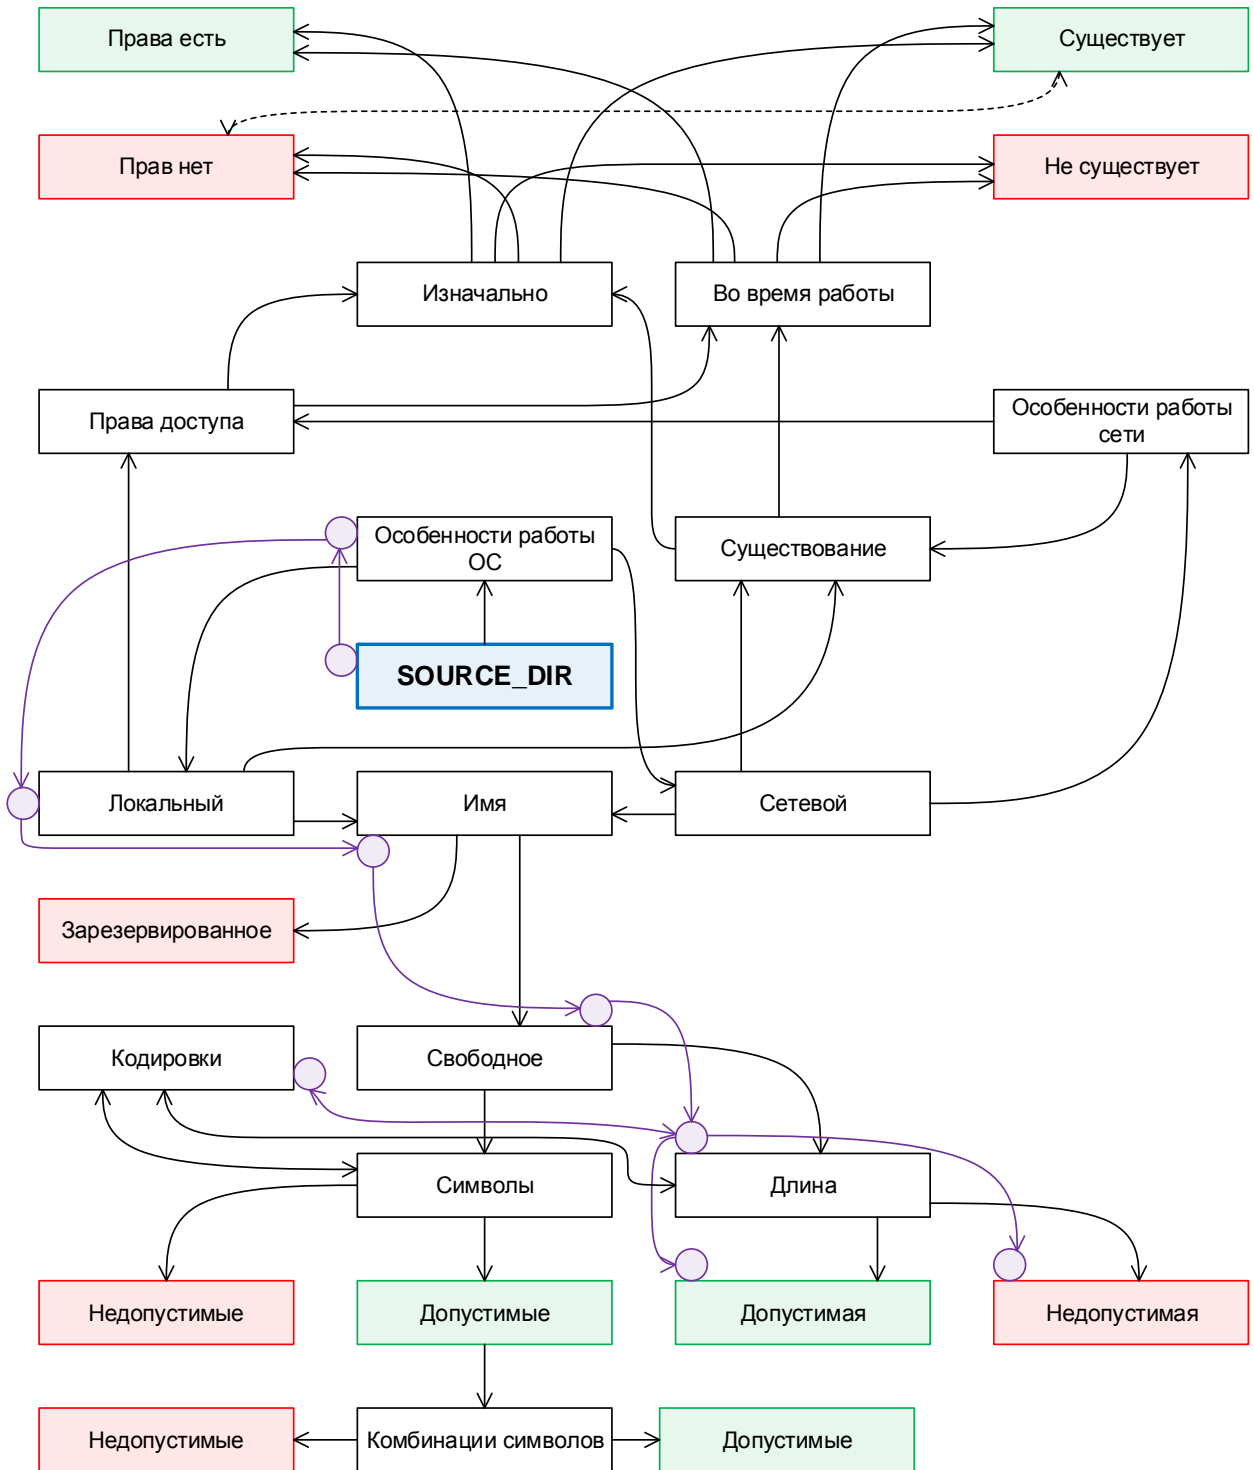 Права есть
Существует
Прав нет
Не существует
Изначально
Во время работы
Права доступа
Особенности работы
сети
Особенности работы
ОС
Существование
SOURCE_DIR
Локальный
Имя
Сетевой
Зарезервированное
Кодировки
Свободное
Символы
Длина
Недопустимые
Допустимые
Допустимая
Недопустимая
Недопустимые
Комбинации символов
Допустимые